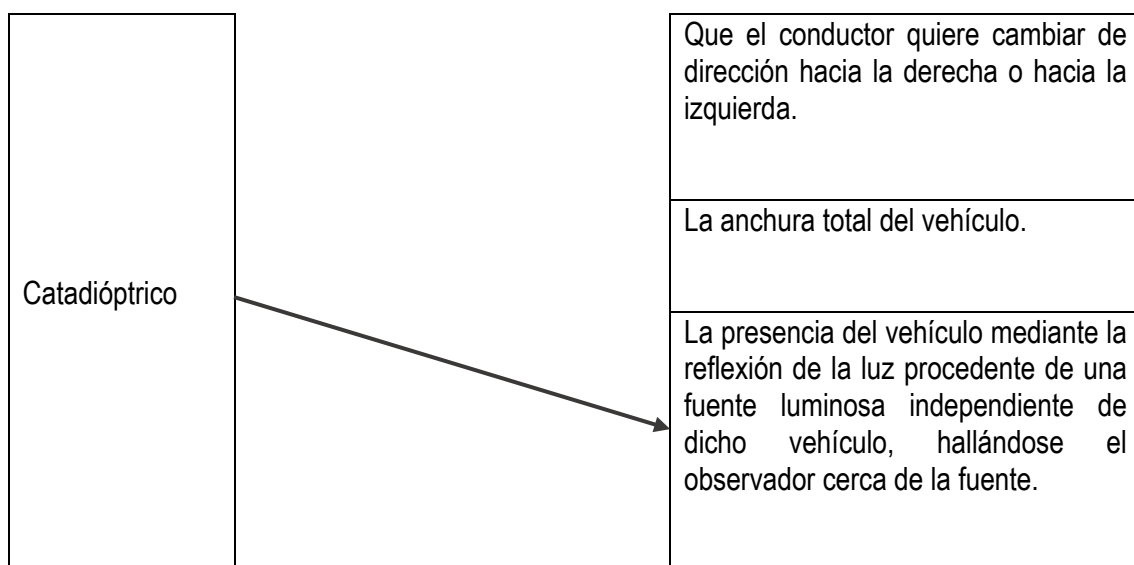 Catadióptrico
Que el conductor quiere cambiar de
dirección hacia la derecha o hacia la
izquierda.
La anchura total del vehículo.
La presencia del vehículo mediante la
reflexión de la luz procedente de una
fuente luminosa independiente de
dicho vehículo, hallándose el
observador cerca de la fuente.